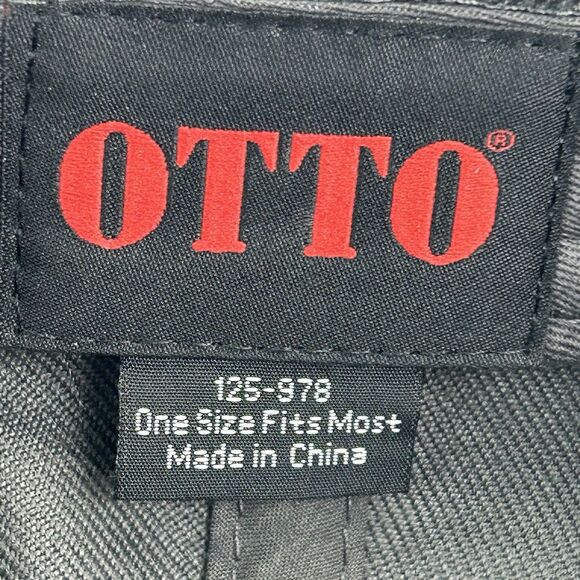 OTTO®
125-978
One Size Fits Most
Made in China